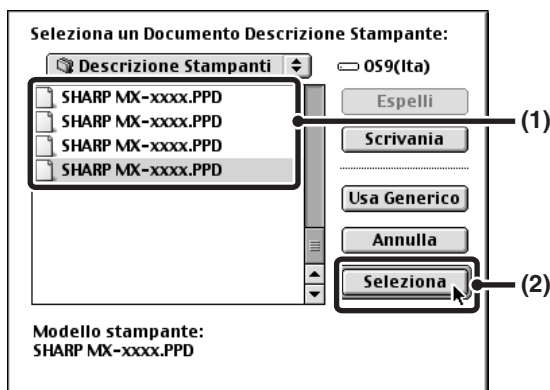 Seleziona un Documento Descrizione Stampante:
Descrizione Stampanti
OS9(Ita)
SHARP MX-xxxx.PPD
SHARP MX-xxxx.PPD
SHARP MX-xxxx.PPD
SHARP MX-xxxx.PPD
Espelli
(1)
Scrivania
Usa Generico
Annulla
Seleziona
(2)
Modello stampante:
SHARP MX-xxxx.PPD